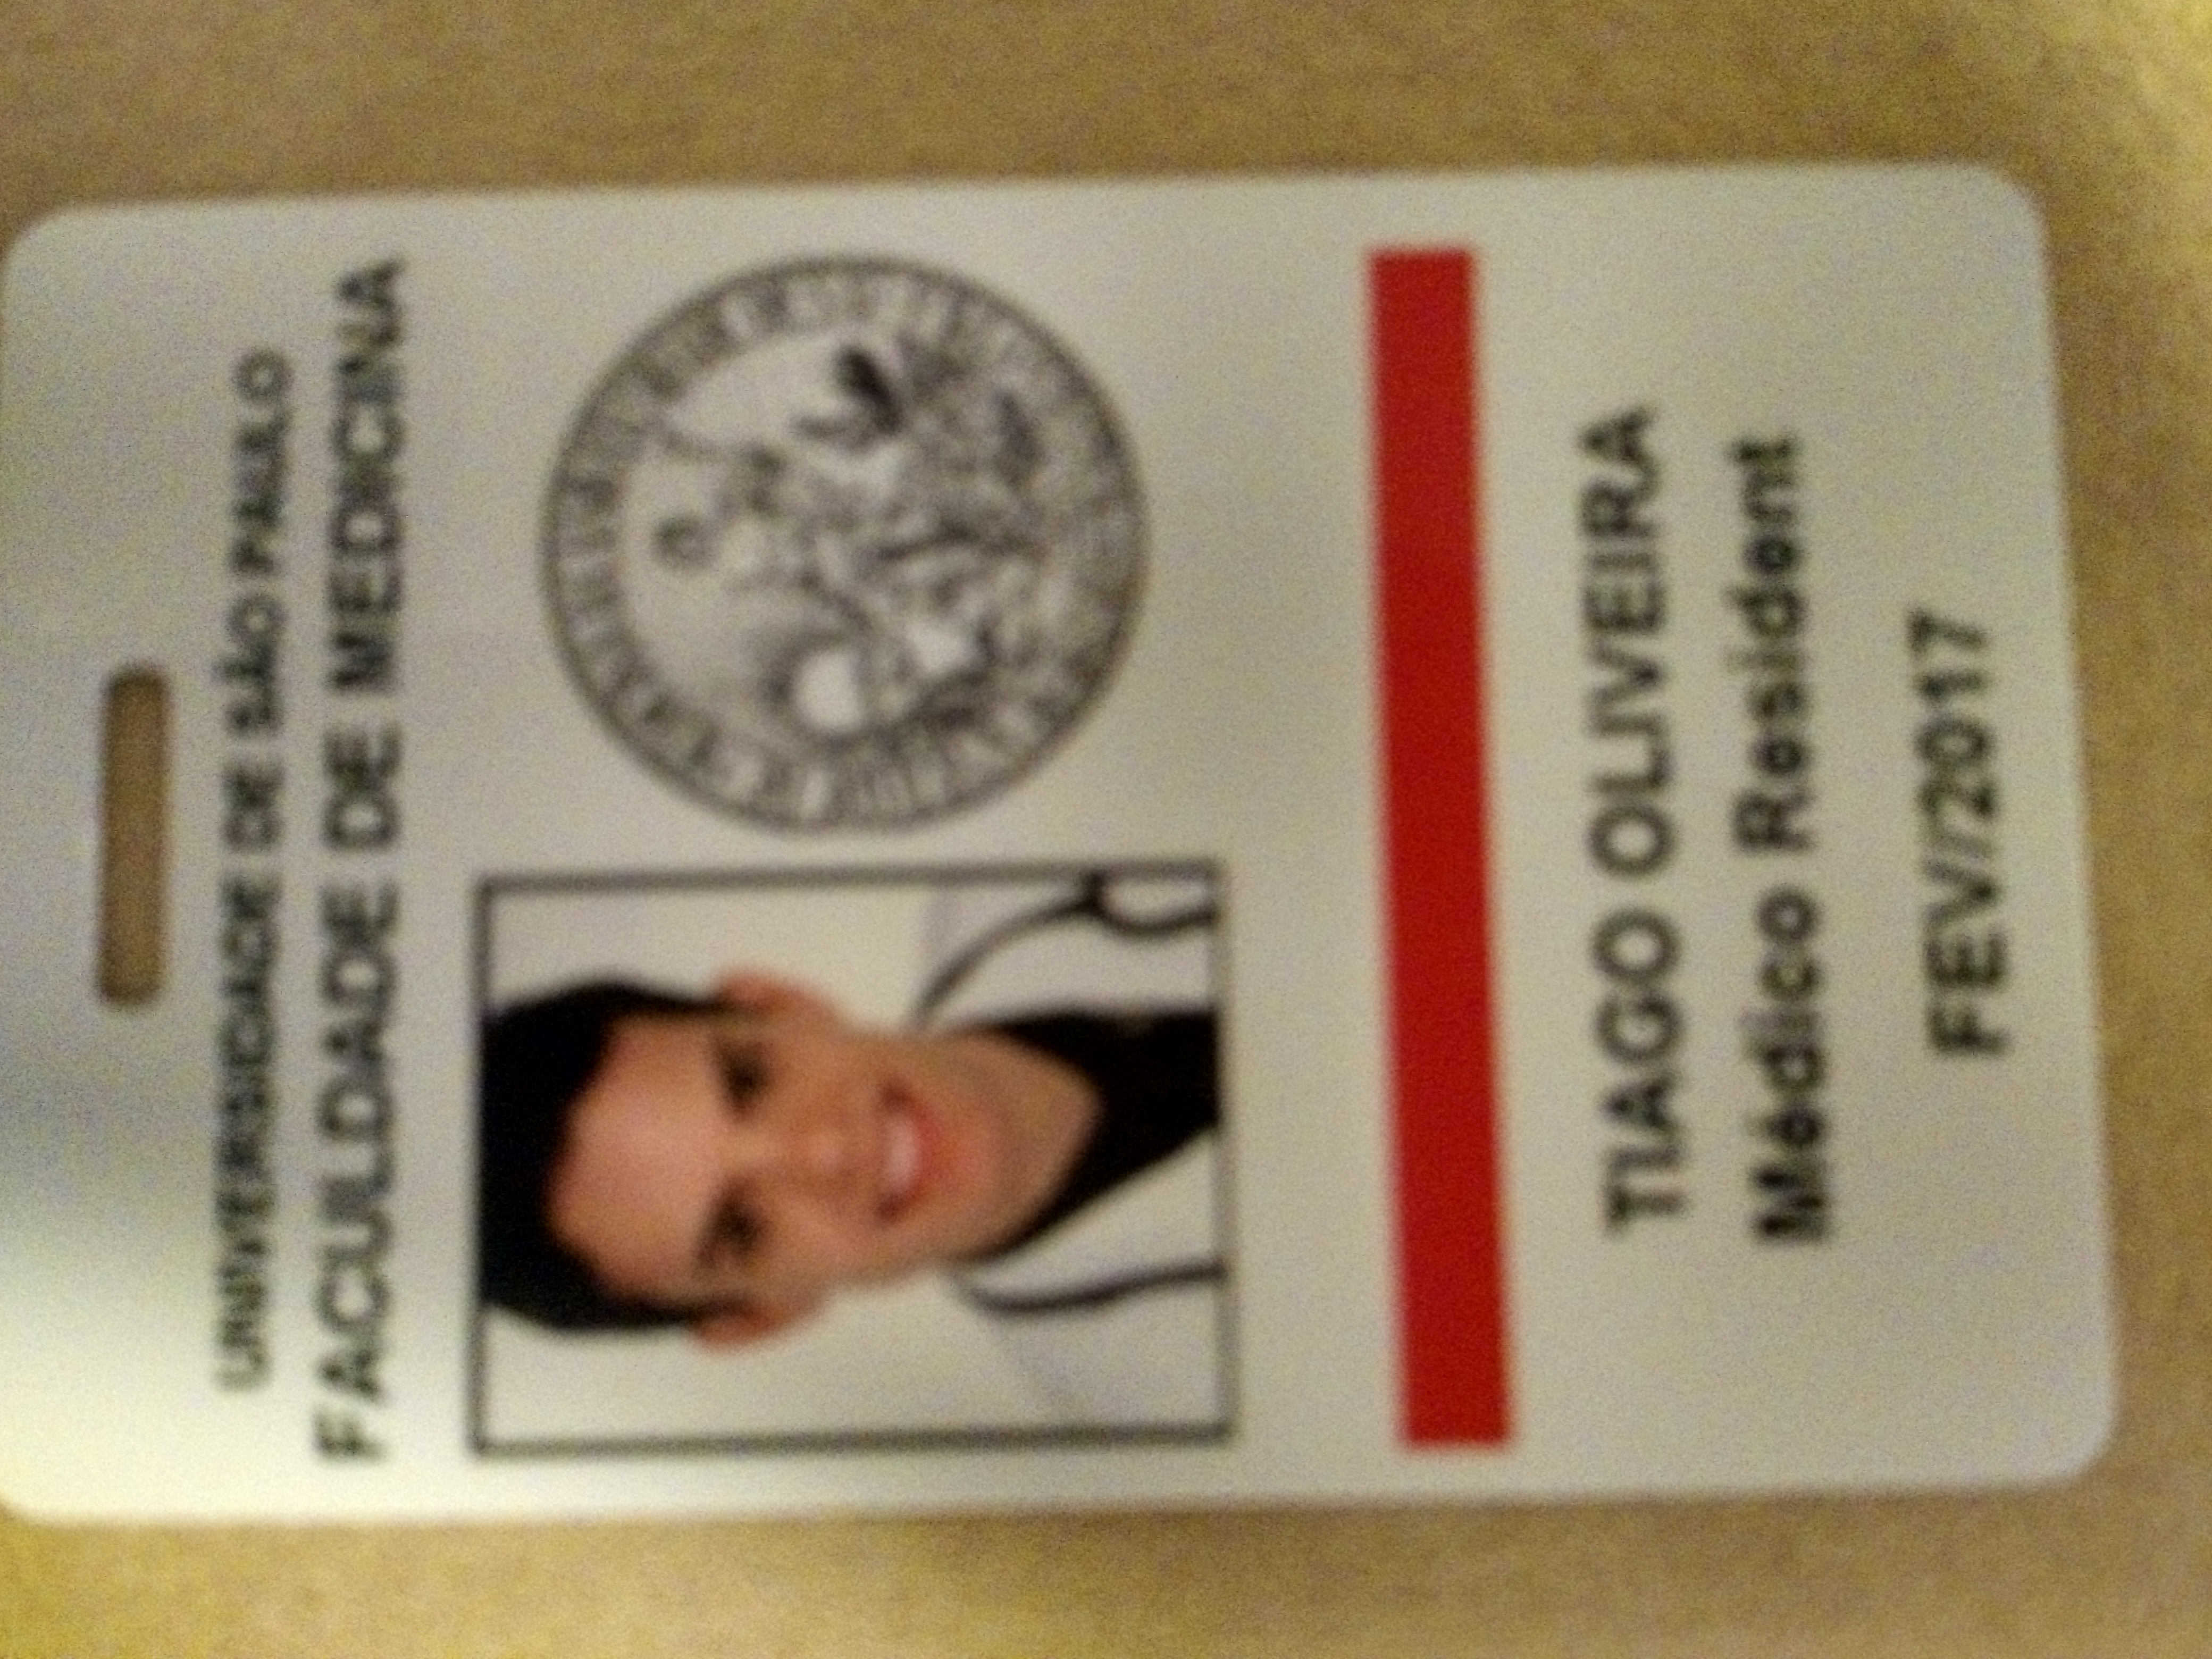 UNIVERSIDADE DE SÃO PAULO
FACULDADE DE MEDICINA
TIAGO OLIVEIRA
Médico Resident
FEV/2017